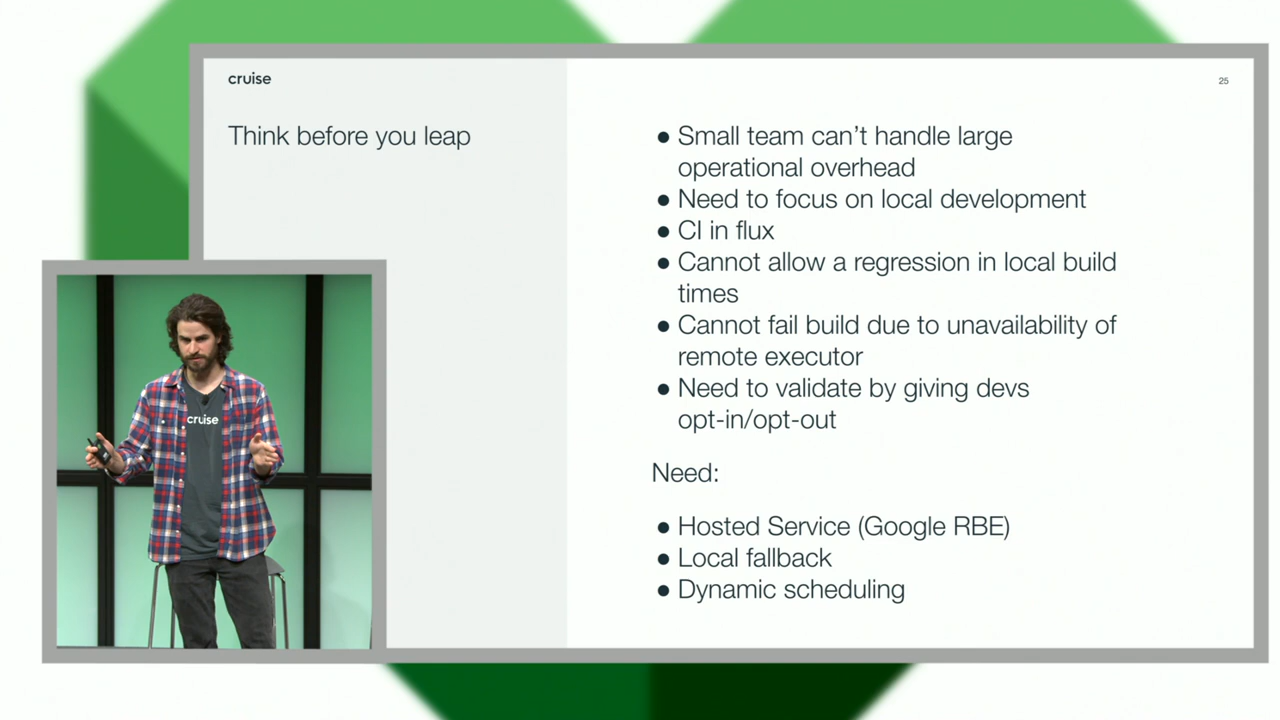 cruise
25
Think before you leap
● Small team can’t handle large
operational overhead
● Need to focus on local development
● CI in flux
● Cannot allow a regression in local build
times
● Cannot fail build due to unavailability of
remote executor
● Need to validate by giving devs
opt-in/opt-out
Need:
● Hosted Service (Google RBE)
● Local fallback
● Dynamic scheduling
cruise